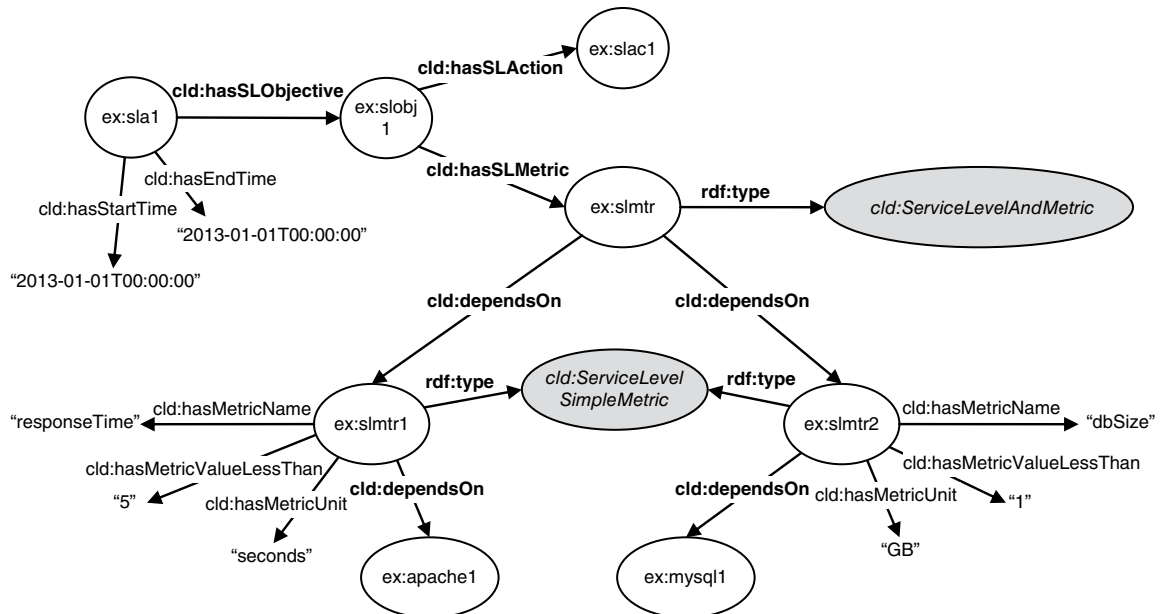 ex:slac1
cld:hasSLAction
cld:hasSLObjective
ex:sla1
ex:slobj
1
cld:hasEndTime
cld:hasSLMetric
cld:hasStartTime
rdf:type
ex:slmtr
cld:ServiceLevelAndMetric
“2013-01-01T00:00:00”
“2013-01-01T00:00:00”
cld:dependsOn
cld:dependsOn
cld:ServiceLevel
SimpleMetric
rdf:type
rdf:type
cld:hasMetricName
cld:hasMetricName
“responseTime”
ex:slmtr1
ex:slmtr2
“dbSize”
cld:hasMetricValueLessThan
cld:hasMetricValueLessThan
cld:dependsOn
cld:dependsOn
“5”
cld:hasMetricUnit
cld:hasMetricUnit
“1”
“seconds”
“GB”
ex:apache1
ex:mysql1